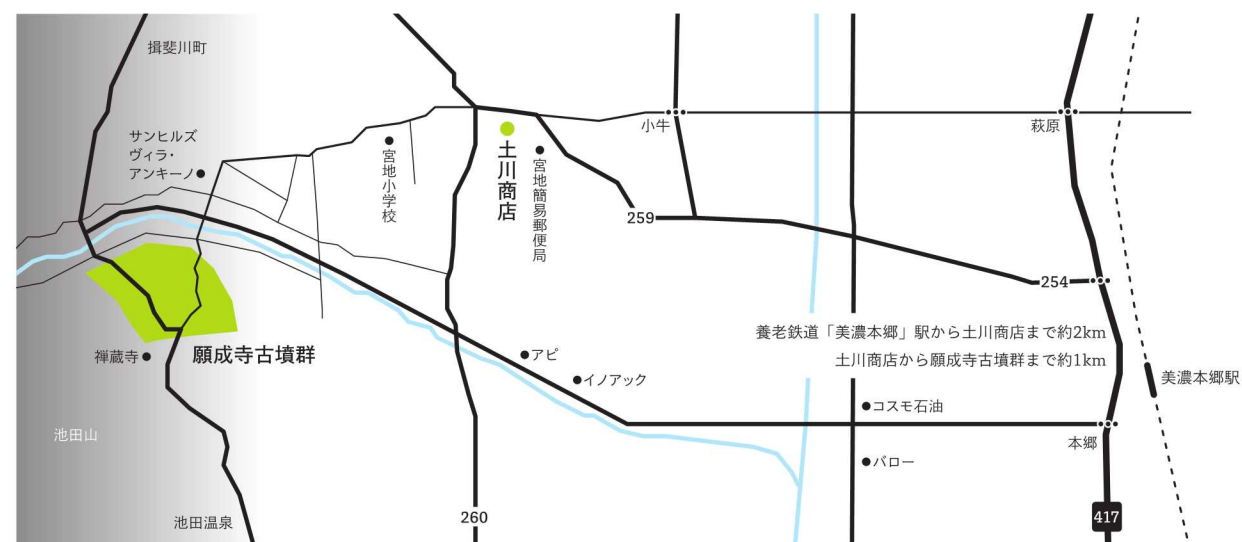 揖斐川町
サンヒルズ
ヴィラ・
アンキーノ
宮地小学校
土川商店
宮地簡易郵便局
小牛
萩原
259
254
養老鉄道「美濃本郷」駅から土川商店まで約2km
土川商店から願成寺古墳群まで約1km
禅蔵寺
願成寺古墳群
アピ
イノアック
美濃本郷駅
コスモ石油
池田山
本郷
バロー
池田温泉
260
417